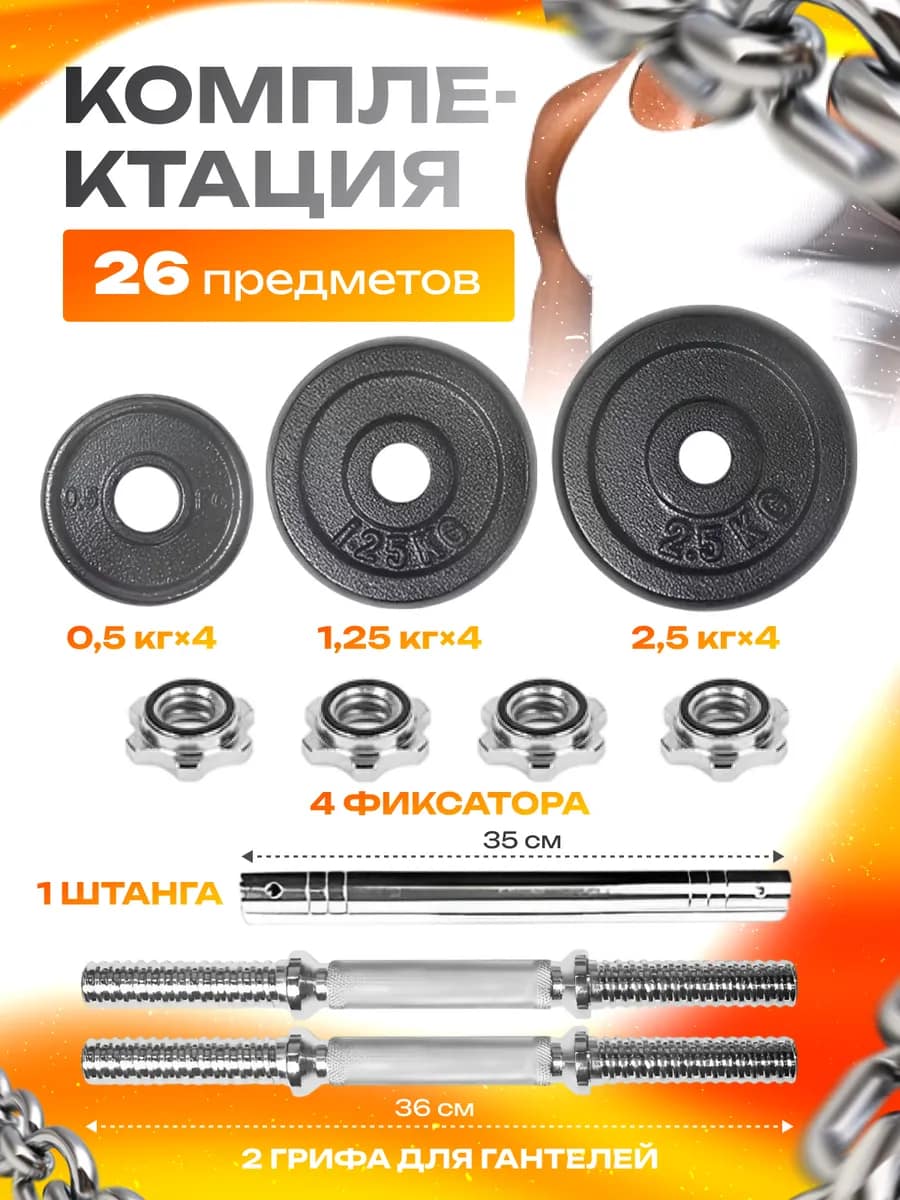 КОМПЛЕ-
КТАЦИЯ
26 предметов
0.5 KG
1.25KG
2.5 KG
0,5 кг×4
1,25 кг×4
2,5 кг×4
4 ФИКСАТОРА
35 см
1 ШТАНГА
36 см
2 ГРИФА ДЛЯ ГАНТЕЛЕЙ